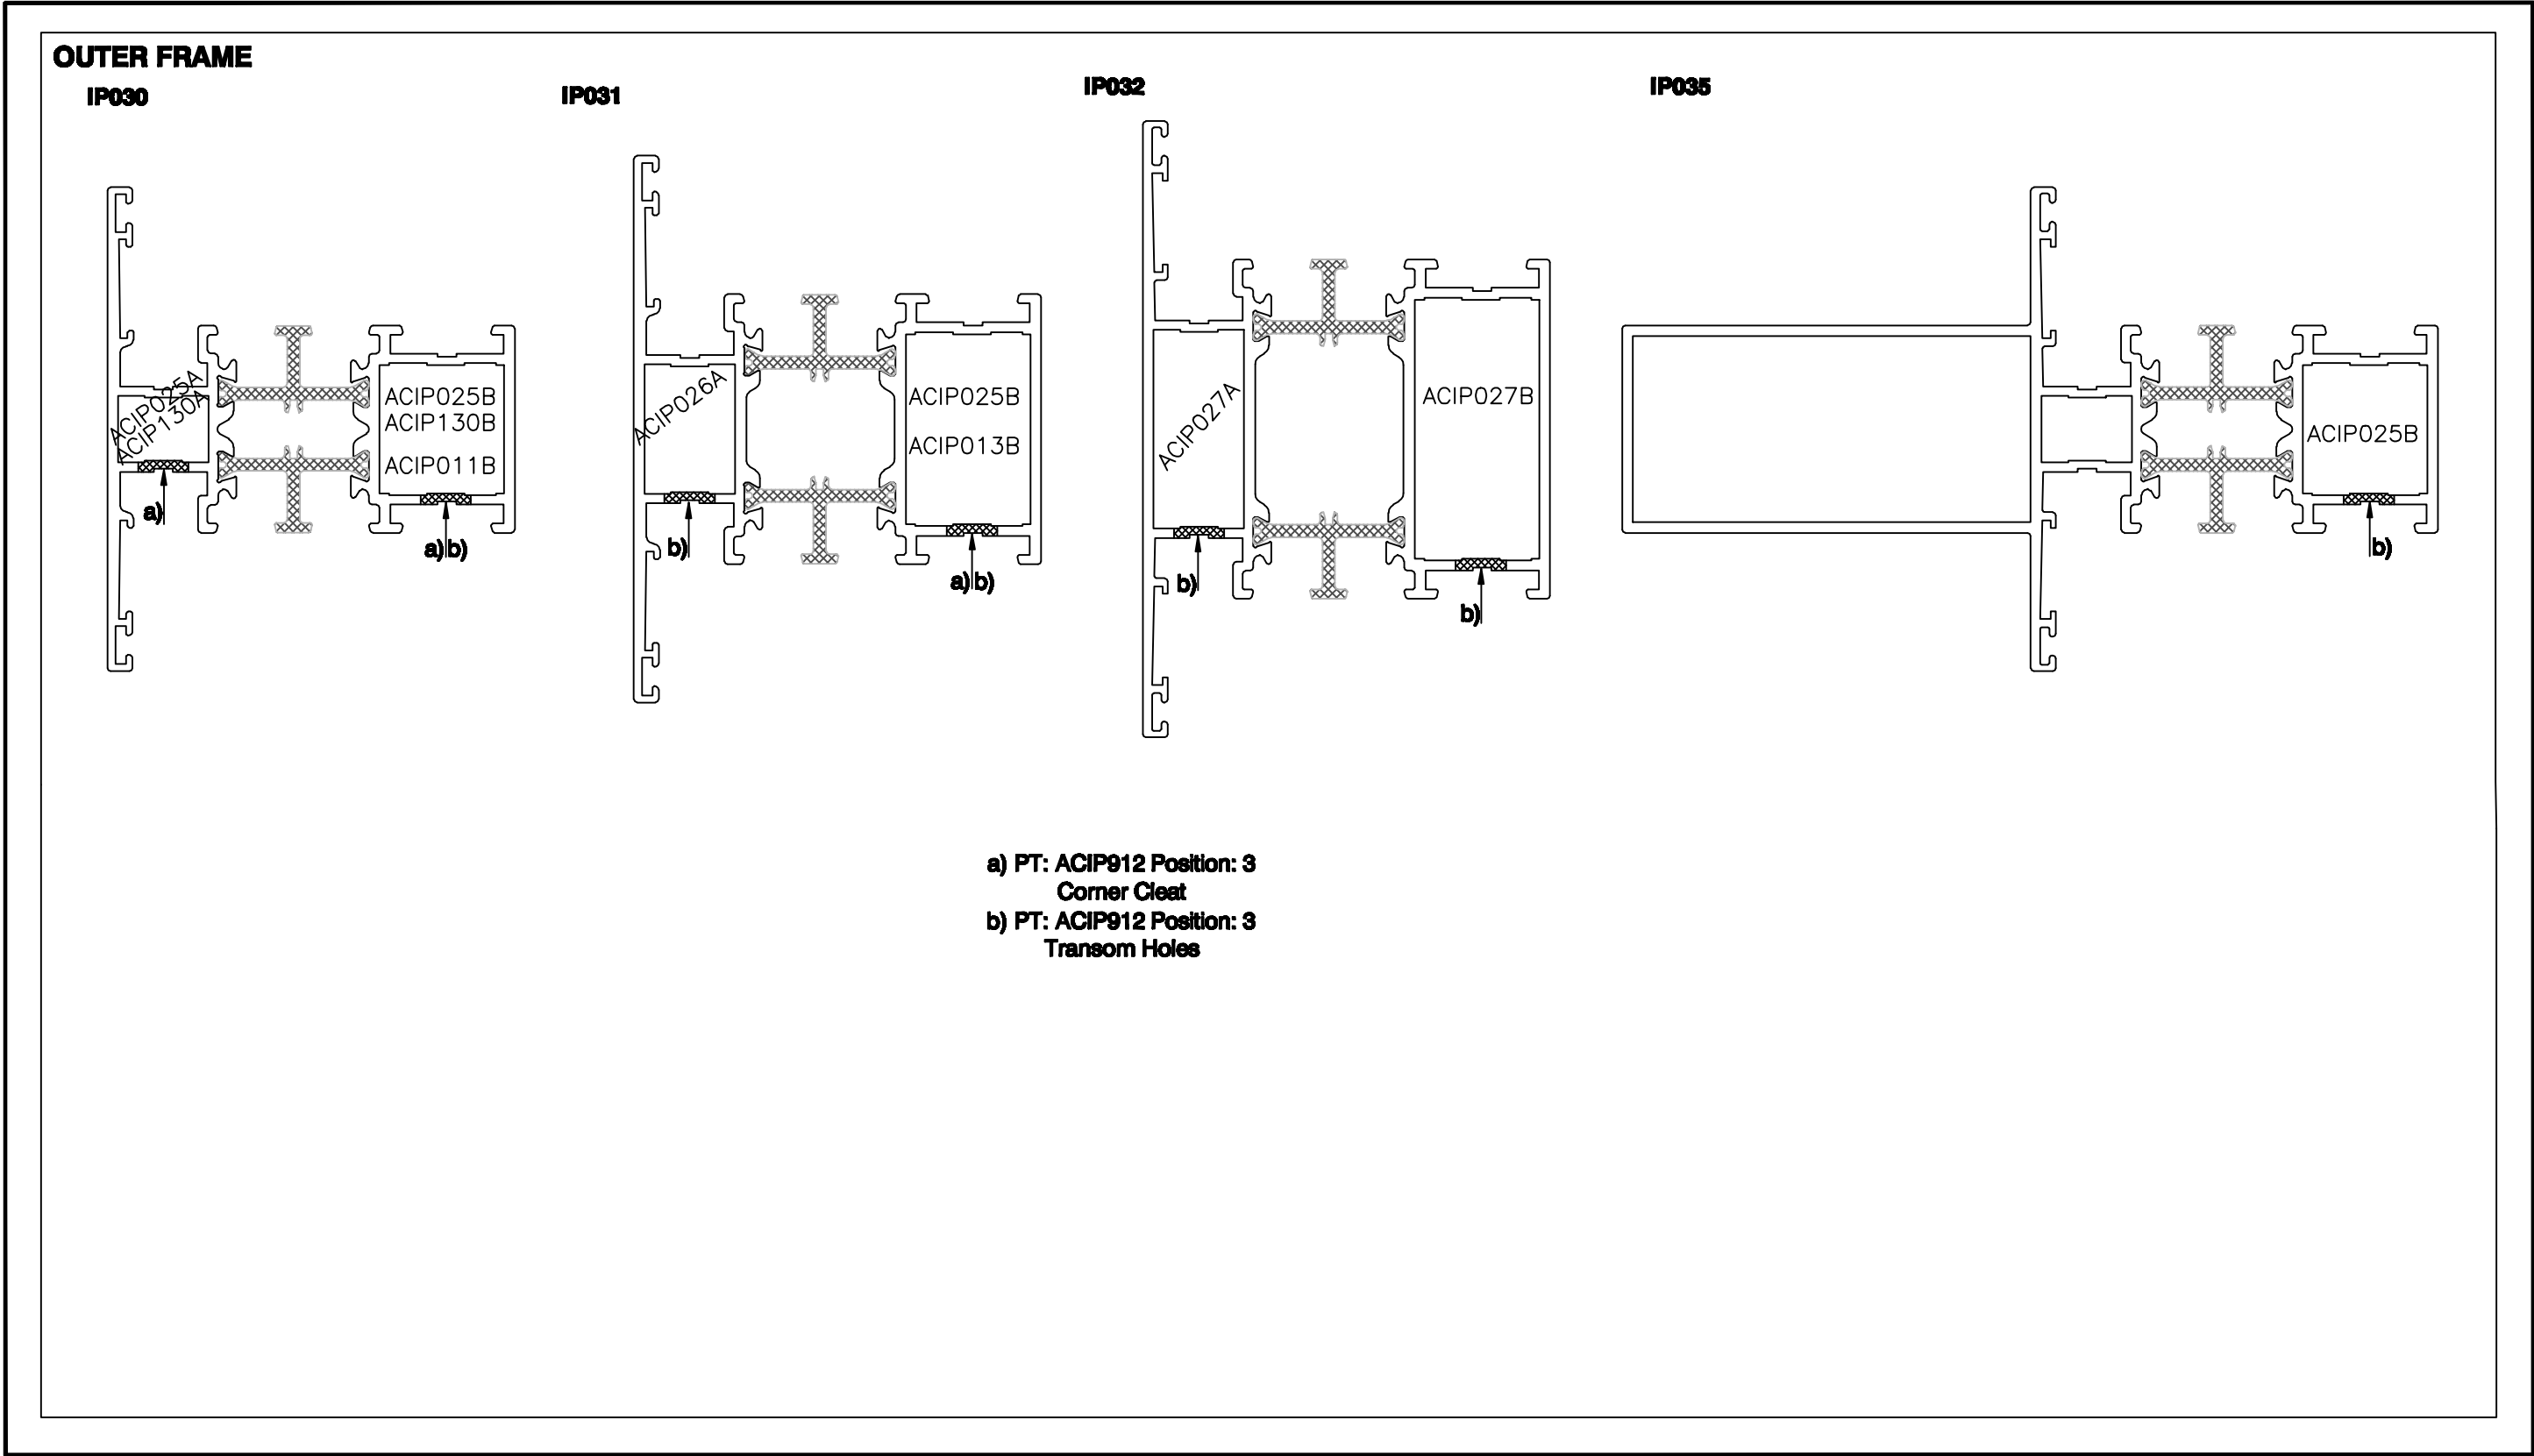 OUTER FRAME
IP030
IP031
IP032
IP035
ACIP025A
ACIP130A
ACIP025B
ACIP130B
ACIP011B
a)
a) b)
ACIP026A
ACIP025B
ACIP013B
b)
a) b)
ACIP027A
ACIP027B
b)
b)
ACIP025B
b)
a) PT: ACIP912 Position: 3
Corner Cleat
b) PT: ACIP912 Position: 3
Transom Holes